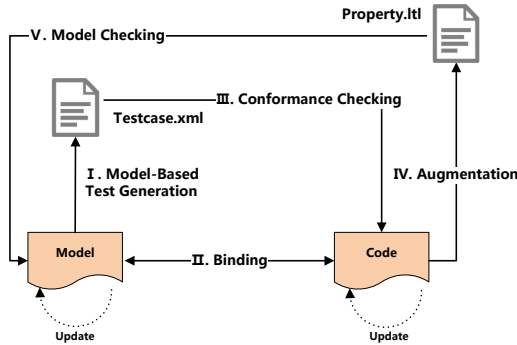 Property.ltl
Ⅴ. Model Checking
Ⅲ. Conformance Checking
Testcase.xml
Ⅰ. Model-Based
Test Generation
Ⅳ. Augmentation
Model
Ⅱ. Binding
Code
Update
Update